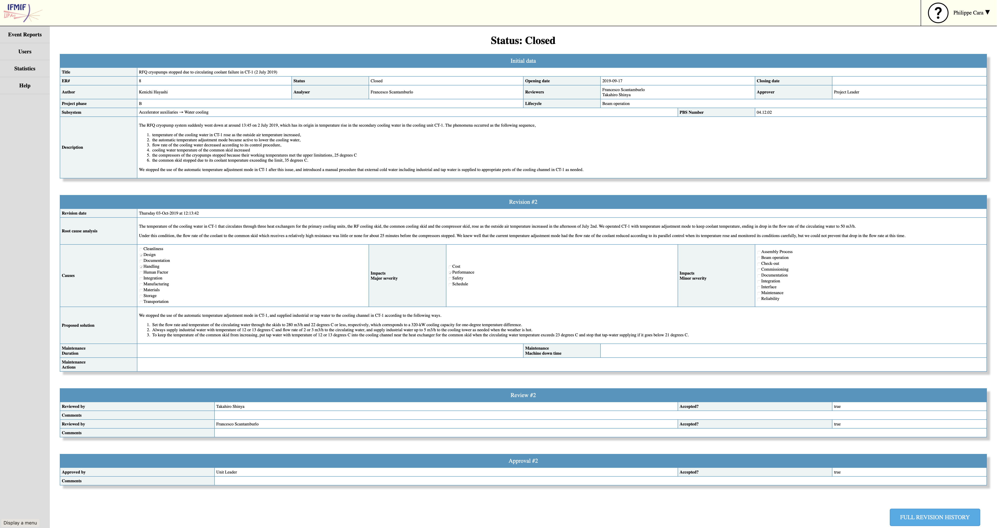 IFMIF
LIPAc
?
Philippe Cara ▼
Event Reports
Users
Statistics
Help
Status: Closed
Initial data
Title RFQ cryopumps stopped due to circulating coolant failure in CT-1 (2 July 2019)
ER# 8 Status Closed Opening date 2019-09-17 Closing date
Author Kenichi Hayashi Analyser Francesco Scantamburlo Reviewers Francesco Scantamburlo
Takahiro Shinya
Approver Project Leader
Project phase B Lifecycle Beam operation
Subsystem Accelerator auxiliaries → Water cooling PBS Number 04.12.02
Description
The RFQ cryopump system suddenly went down at around 13:45 on 2 July 2019, which has its origin in temperature rise in the secondary cooling water in the cooling unit CT-1. The phenomena occurred as the following sequence,
1. temperature of the cooling water in CT-1 rose as the outside air temperature increased,
2. the automatic temperature adjustment mode became active to lower the cooling water,
3. flow rate of the cooling water decreased according to its control procedure,
4. cooling water temperature of the common skid increased
5. the compressors of the cryopumps stopped because their working temperatures met the upper limitations, 25 degrees C
6. the common skid stopped due to its coolant temperature exceeding the limit, 35 degrees C.
We stopped the use of the automatic temperature adjustment mode in CT-1 after this issue, and introduced a manual procedure that external cold water including industrial and tap water is supplied to appropriate ports of the cooling channel in CT-1 as needed.
Revision #2
Revision date Thursday 03-Oct-2019 at 12:13:42
Root cause analysis
The temperature of the cooling water in CT-1 that circulates through three heat exchangers for the primary cooling units, the RF cooling skid, the common cooling skid and the compressor skid, rose as the outside air temperature increased in the afternoon of July 2nd. We operated CT-1 with temperature adjustment mode to keep coolant temperature, ending in drop in the flow rate of the circulating water to 50 m3/h.
Under this condition, the flow rate of the coolant to the common skid which receives a relatively high resistance was little or none for about 25 minutes before the compressors stopped. We knew well that the current temperature adjustment mode had the flow rate of the coolant reduced according to its parallel control when its temperature rose and monitored its conditions carefully, but we could not prevent that drop in the flow rate at this time.
Causes
Cleanliness
Design
Documentation
Handling
Human Factor
Integration
Manufacturing
Materials
Storage
Transportation
Impacts
Major severity
Cost
Performance
Safety
Schedule
Impacts
Minor severity
Assembly Process
Beam operation
Check-out
Commissioning
Documentation
Integration
Interface
Maintenance
Reliability
Proposed solution
We stopped the use of the automatic temperature adjustment mode in CT-1, and supplied industrial or tap water to the cooling channel in CT-1 according to the following ways.
1. Set the flow rate and temperature of the circulating water through the skids to 280 m3/h and 22 degrees C or less, respectively, which corresponds to a 320-kW cooling capacity for one-degree temperature difference.
2. Always supply industrial water with temperature of 12 or 13 degrees C and flow rate of 2 or 3 m3/h to the circulating water, and supply industrial water up to 5 m3/h to the cooling tower as needed when the weather is hot.
3. To keep the temperature of the common skid from increasing, put tap water with temperature of 12 or 13 degrees C into the cooling channel near the heat exchanger for the common skid when the circulating water temperature exceeds 23 degrees C and stop that tap-water supplying if it goes below 21 degrees C.
Maintenance
Duration
Maintenance
Machine down time
Maintenance
Actions
Review #2
Reviewed by Takahiro Shinya Accepted? true
Comments
Reviewed by Francesco Scantamburlo Accepted? true
Comments
Approval #2
Approved by Unit Leader Accepted? true
Comments
FULL REVISION HISTORY
Display a menu